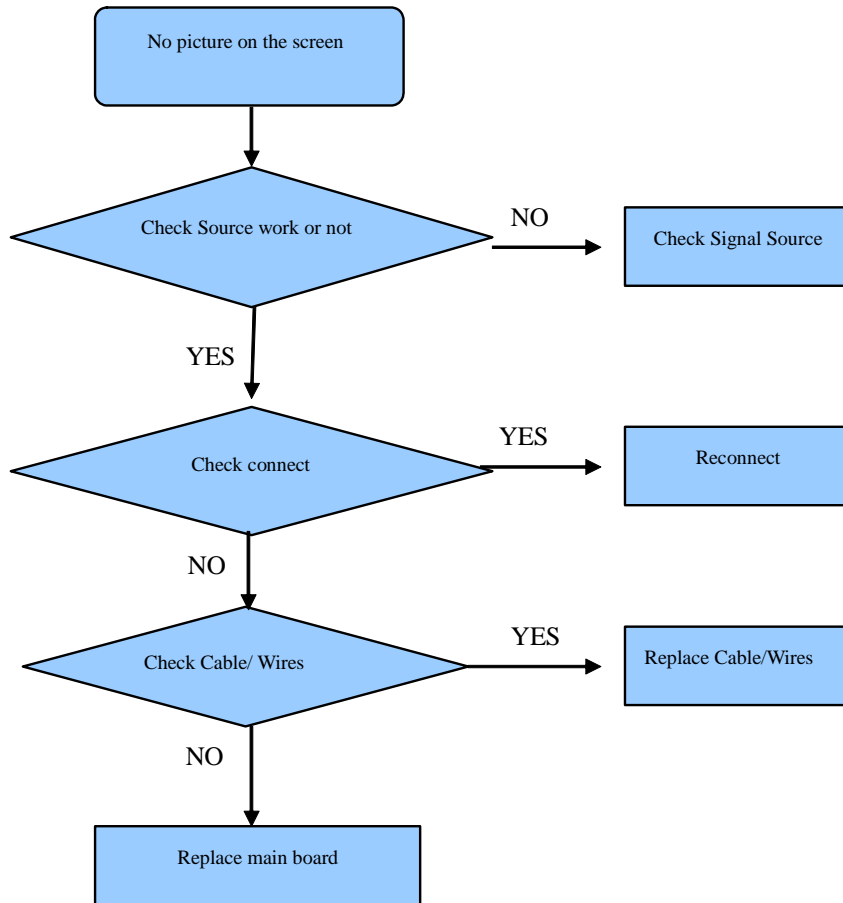 No picture on the screen
Check Source work or not
NO
Check Signal Source
YES
Check connect
YES
Reconnect
NO
Check Cable/ Wires
YES
Replace Cable/Wires
NO
Replace main board